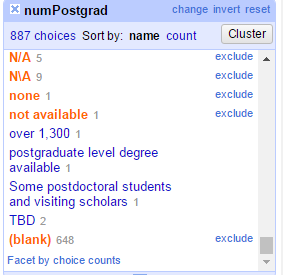 numPostgrad change invert reset
887 choices Sort by: name count Cluster
N/A 5 exclude
N\A 9 exclude
none 1 exclude
not available 1 exclude
over 1,300 1
postgraduate level degree
available 1
Some postdoctoral students
and visiting scholars 1
TBD 2
(blank) 648 exclude
Facet by choice counts